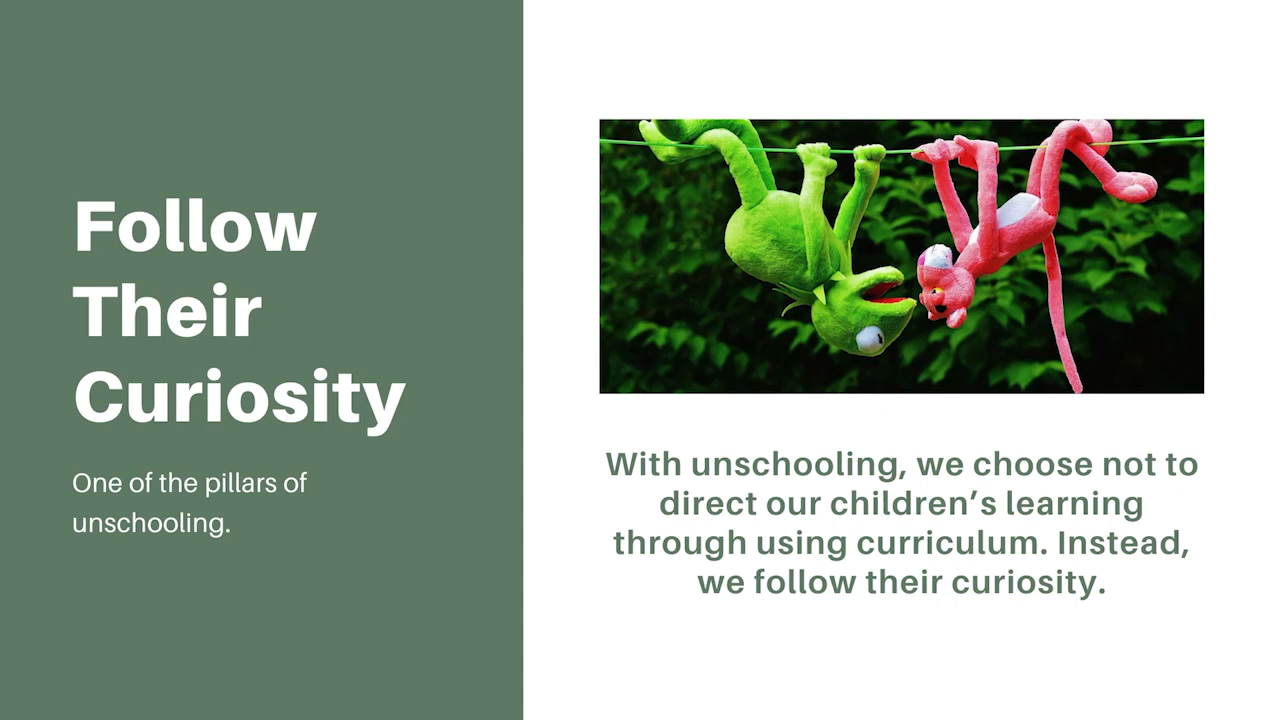 Follow
Their
Curiosity
One of the pillars of
unschooling.
With unschooling, we choose not to
direct our children’s learning
through using curriculum. Instead,
we follow their curiosity.